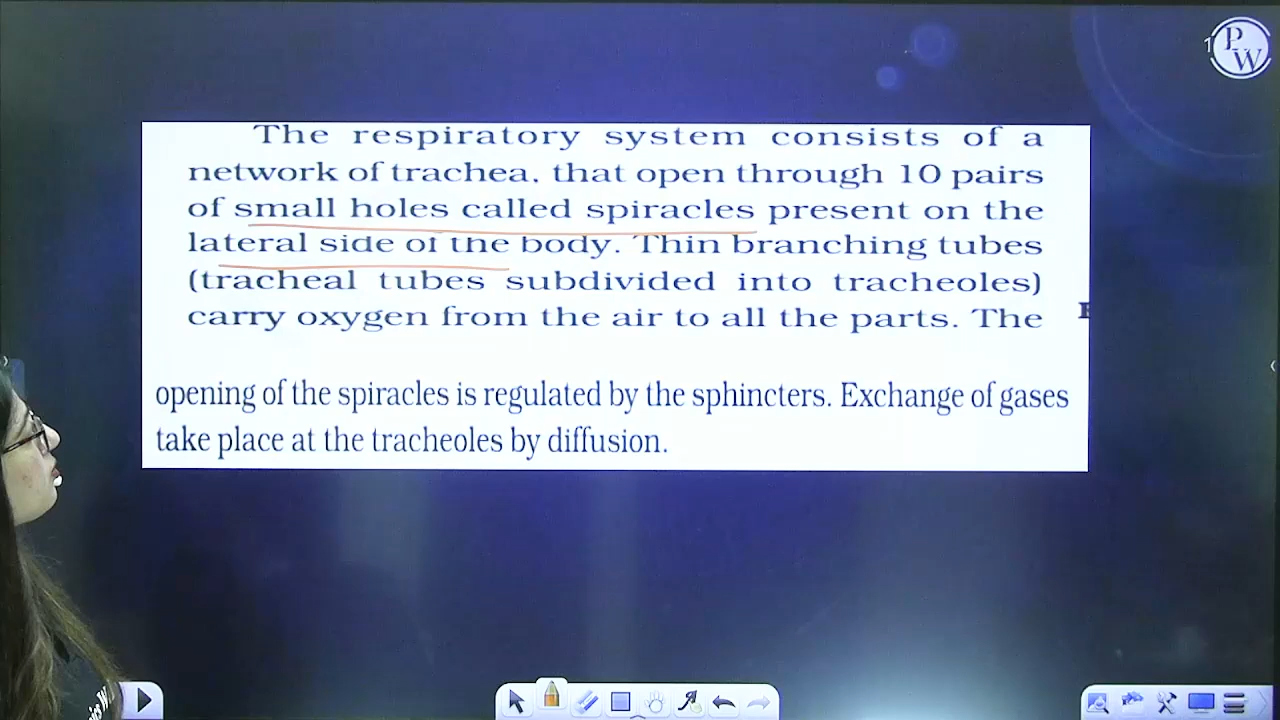 The respiratory system consists of a
network of trachea, that open through 10 pairs
of small holes called spiracles present on the
lateral side of the body. Thin branching tubes
(tracheal tubes subdivided into tracheoles)
carry oxygen from the air to all the parts. The
opening of the spiracles is regulated by the sphincters. Exchange of gases
take place at the tracheoles by diffusion.
PW